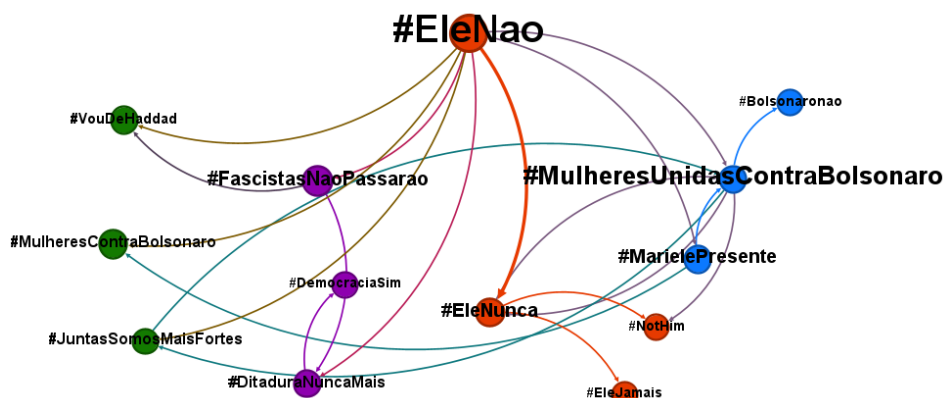 #EleNao
#Bolsonaronao
#VouDeHaddad
#FascistasNaoPassarao
#MulheresUnidasContraBolsonaro
#MulheresContraBolsonaro
#MarielePresente
#DemocraciaSim
#EleNunca
#NotHim
#JuntasSomosMaisFortes
#DitaduraNuncaMais
#EleJamais